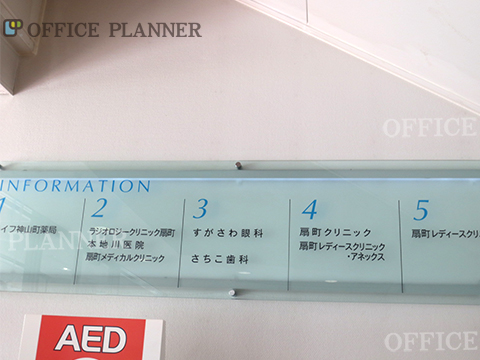 OFFICE PLANNER
OFFICE
INFORMATION
1
イフ神山町薬局
2
ラジオロジークリニック扇町
本地川医院
扇町メディカルクリニック
3
すがさわ眼科
さちこ歯科
4
扇町クリニック
扇町レディースクリニック
・アネックス
5
扇町レディースクリ
PLANNER
OFFICE
AED